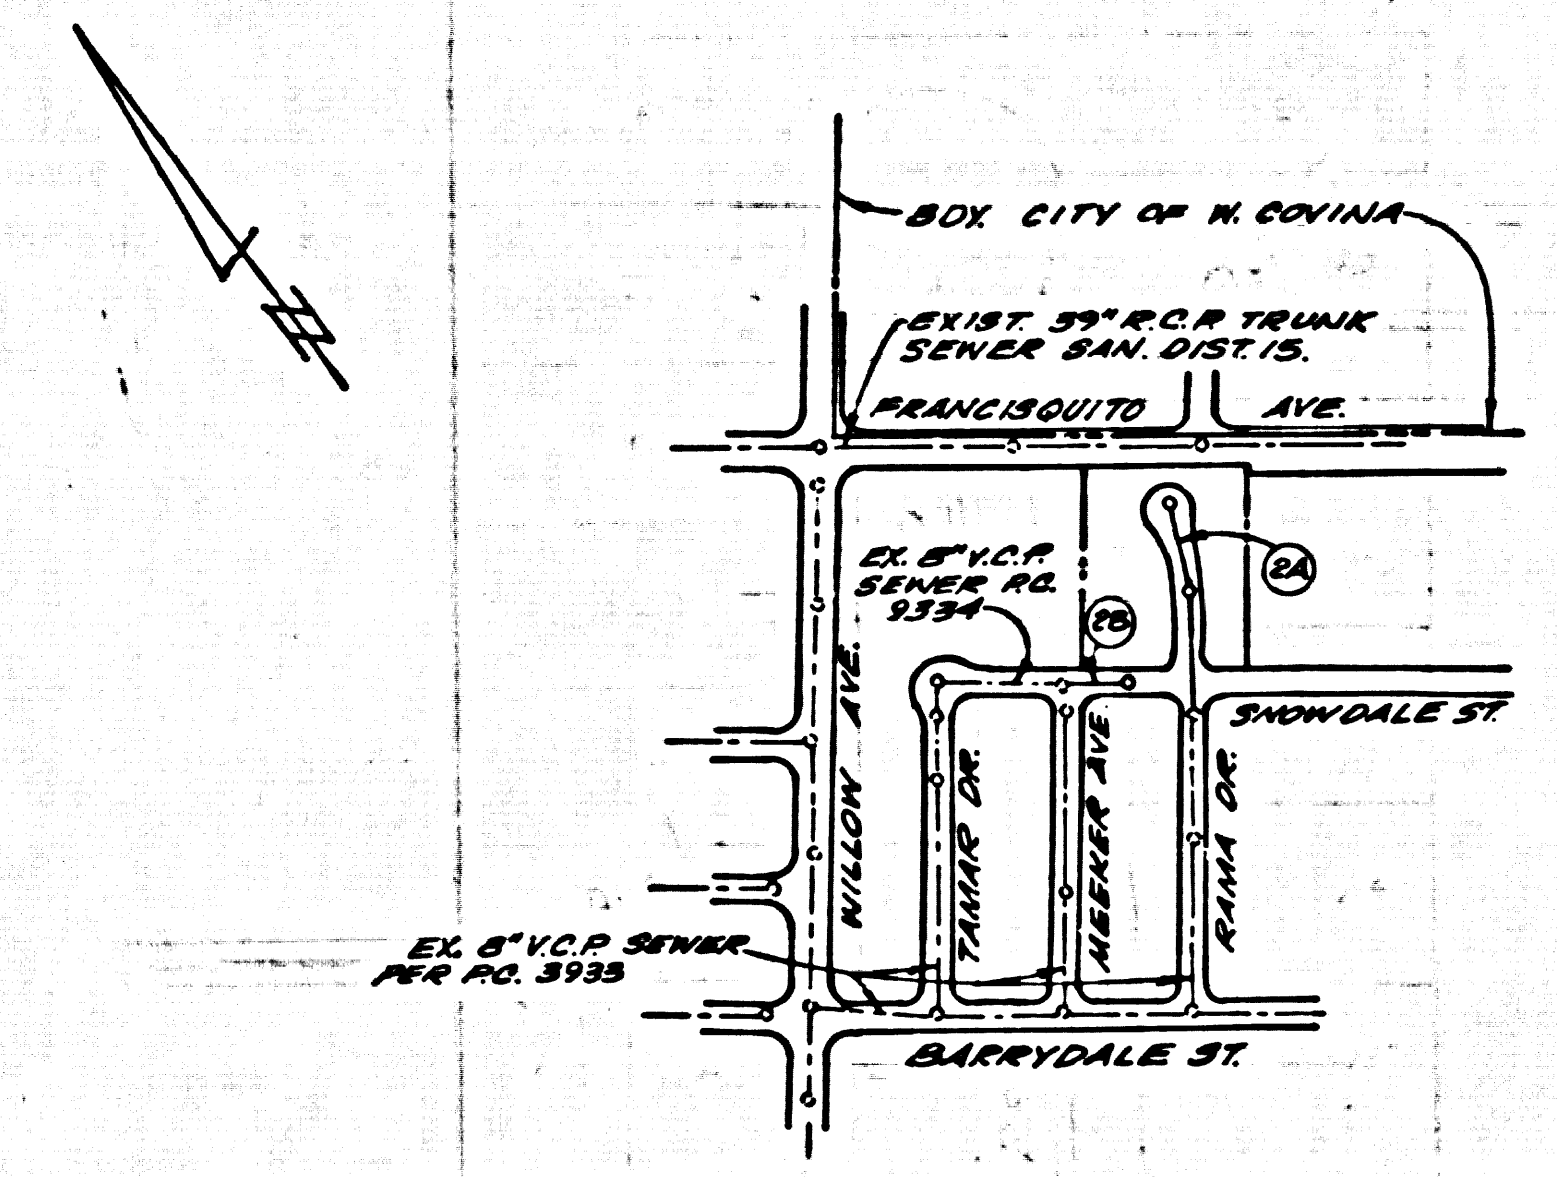 BDY. CITY OF W. COVINA
EXIST. 39" R.C.P. TRUNK
SEWER SAN. DIST. 15.
FRANCISQUITO AVE.
EX. 8" V.C.P.
SEWER P.C.
9334
2A
2B
SNOWDALE ST.
WILLOW AVE.
TAMAR DR.
MEEKER AVE.
RAMA DR.
EX. 8" V.C.P. SEWER
PER P.C. 3933
BARRYDALE ST.